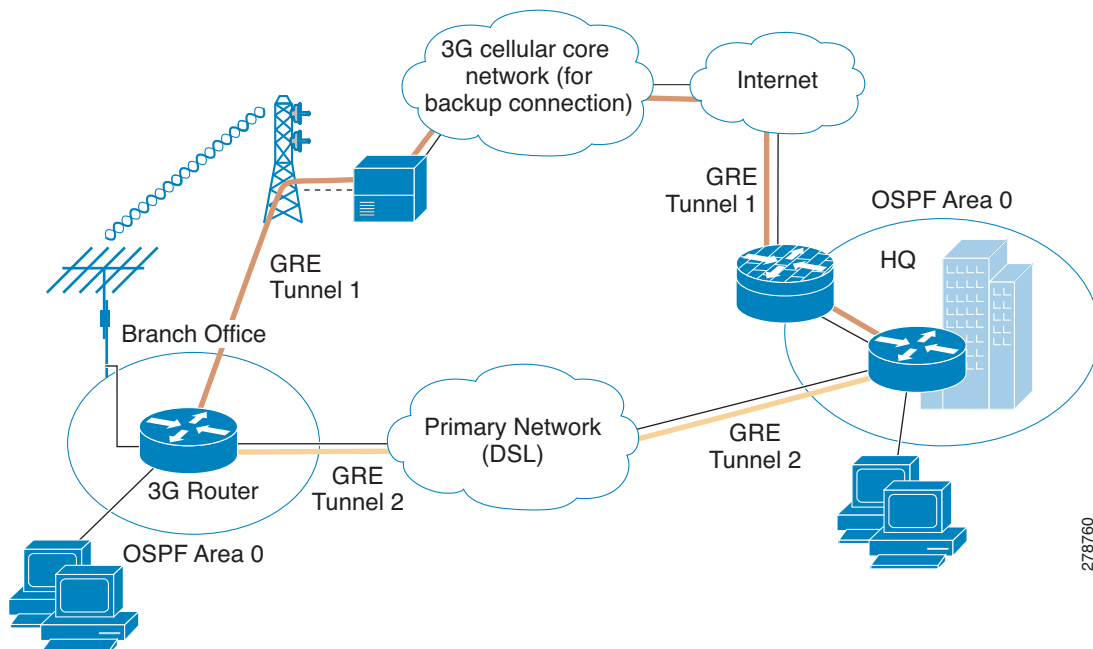 3G cellular core
network (for
backup connection)
Internet
GRE
Tunnel 1
OSPF Area 0
HQ
GRE
Tunnel 1
Branch Office
Primary Network
(DSL)
GRE
Tunnel 2
GRE
Tunnel 2
3G Router
OSPF Area 0
278760